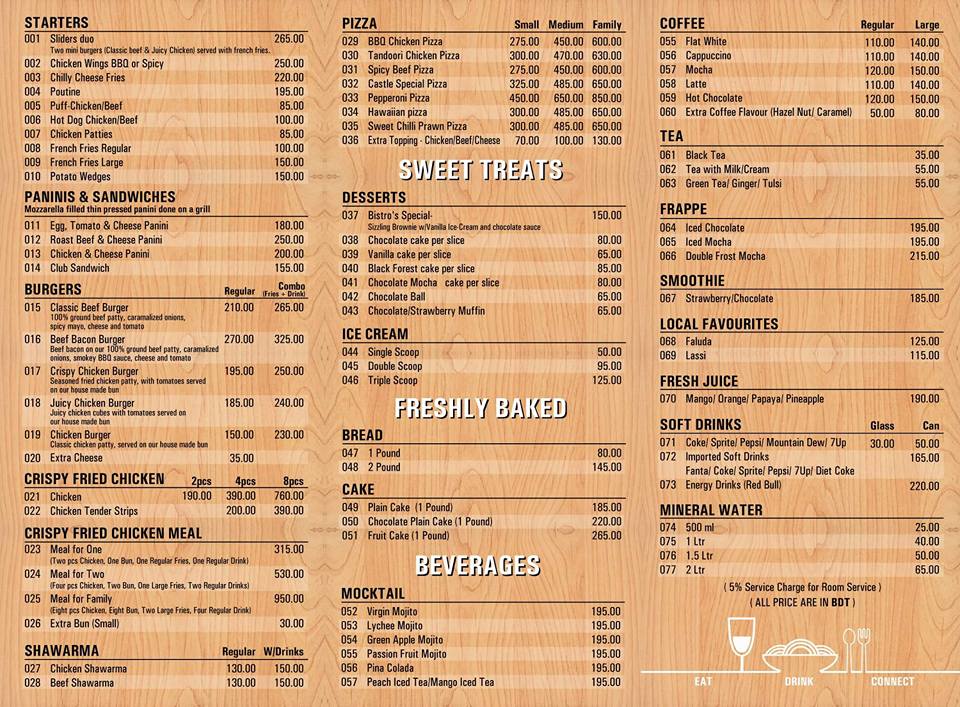 STARTERS
001 Sliders duo 265.00
Two mini burgers (Classic beef & Juicy Chicken) served with french fries.
002 Chicken Wings BBQ or Spicy 250.00
003 Chilly Cheese Fries 220.00
004 Poutine 195.00
005 Puff-Chicken/Beef 85.00
006 Hot Dog Chicken/Beef 100.00
007 Chicken Patties 85.00
008 French Fries Regular 100.00
009 French Fries Large 150.00
010 Potato Wedges 150.00
PANINIS & SANDWICHES
Mozzarella filled thin pressed panini done on a grill
011 Egg, Tomato & Cheese Panini 180.00
012 Roast Beef & Cheese Panini 250.00
013 Chicken & Cheese Panini 200.00
014 Club Sandwich 155.00
BURGERS Regular Combo
(Fries + Drink)
015 Classic Beef Burger 210.00 265.00
100% ground beef patty, caramalized onions,
spicy mayo, cheese and tomato
016 Beef Bacon Burger 270.00 325.00
Beef bacon on our 100% ground beef patty, caramalized
onions, smokey BBQ sauce, cheese and tomato
017 Crispy Chicken Burger 195.00 250.00
Seasoned fried chicken patty, with tomatoes served
on our house made bun
018 Juicy Chicken Burger 185.00 240.00
Juicy chicken cubes with tomatoes served on
our house made bun
019 Chicken Burger 150.00 230.00
Classic chicken patty, served on our house made bun
020 Extra Cheese 35.00
CRISPY FRIED CHICKEN 2pcs 4pcs 8pcs
021 Chicken 190.00 390.00 760.00
022 Chicken Tender Strips 200.00 390.00
CRISPY FRIED CHICKEN MEAL
023 Meal for One 315.00
(Two pcs Chicken, One Bun, One Regular Fries, One Regular Drink)
024 Meal for Two 530.00
(Four pcs Chicken, Two Bun, One Large Fries, Two Regular Drinks)
025 Meal for Family 950.00
(Eight pcs Chicken, Eight Bun, Two Large Fries, Four Regular Drink)
026 Extra Bun (Small) 30.00
SHAWARMA Regular W/Drinks
027 Chicken Shawarma 130.00 150.00
028 Beef Shawarma 130.00 150.00
PIZZA Small Medium Family
029 BBQ Chicken Pizza 275.00 450.00 600.00
030 Tandoori Chicken Pizza 300.00 470.00 630.00
031 Spicy Beef Pizza 275.00 450.00 600.00
032 Castle Special Pizza 325.00 485.00 650.00
033 Pepperoni Pizza 450.00 650.00 850.00
034 Hawaiian pizza 300.00 485.00 650.00
035 Sweet Chilli Prawn Pizza 300.00 485.00 650.00
036 Extra Topping - Chicken/Beef/Cheese 70.00 100.00 130.00
SWEET TREATS
DESSERTS
037 Bistro's Special- 150.00
Sizzling Brownie w/Vanilla Ice-Cream and chocolate sauce
038 Chocolate cake per slice 80.00
039 Vanilla cake per slice 65.00
040 Black Forest cake per slice 85.00
041 Chocolate Mocha cake per slice 80.00
042 Chocolate Ball 65.00
043 Chocolate/Strawberry Muffin 65.00
ICE CREAM
044 Single Scoop 50.00
045 Double Scoop 95.00
046 Triple Scoop 125.00
FRESHLY BAKED
BREAD
047 1 Pound 80.00
048 2 Pound 145.00
CAKE
049 Plain Cake (1 Pound) 185.00
050 Chocolate Plain Cake (1 Pound) 220.00
051 Fruit Cake (1 Pound) 265.00
BEVERAGES
MOCKTAIL
052 Virgin Mojito 195.00
053 Lychee Mojito 195.00
054 Green Apple Mojito 195.00
055 Passion Fruit Mojito 195.00
056 Pina Colada 195.00
057 Peach Iced Tea/Mango Iced Tea 195.00
COFFEE Regular Large
055 Flat White 110.00 140.00
056 Cappuccino 110.00 140.00
057 Mocha 120.00 150.00
058 Latte 110.00 140.00
059 Hot Chocolate 120.00 150.00
060 Extra Coffee Flavour (Hazel Nut/ Caramel) 50.00 80.00
TEA
061 Black Tea 35.00
062 Tea with Milk/Cream 55.00
063 Green Tea/ Ginger/ Tulsi 55.00
FRAPPE
064 Iced Chocolate 195.00
065 Iced Mocha 195.00
066 Double Frost Mocha 215.00
SMOOTHIE
067 Strawberry/Chocolate 185.00
LOCAL FAVOURITES
068 Faluda 125.00
069 Lassi 115.00
FRESH JUICE
070 Mango/ Orange/ Papaya/ Pineapple 190.00
SOFT DRINKS Glass Can
071 Coke/ Sprite/ Pepsi/ Mountain Dew/ 7Up 30.00 50.00
072 Imported Soft Drinks 165.00
Fanta/ Coke/ Sprite/ Pepsi/ 7Up/ Diet Coke
073 Energy Drinks (Red Bull) 220.00
MINERAL WATER
074 500 ml 25.00
075 1 Ltr 40.00
076 1.5 Ltr 50.00
077 2 Ltr 65.00
( 5% Service Charge for Room Service )
( ALL PRICE ARE IN BDT )
EAT DRINK CONNECT